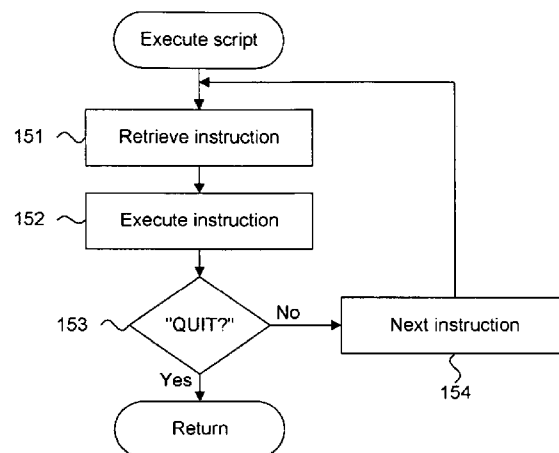 Execute script
151
Retrieve instruction
152
Execute instruction
153
"QUIT?"
No
Next instruction
154
Yes
Return